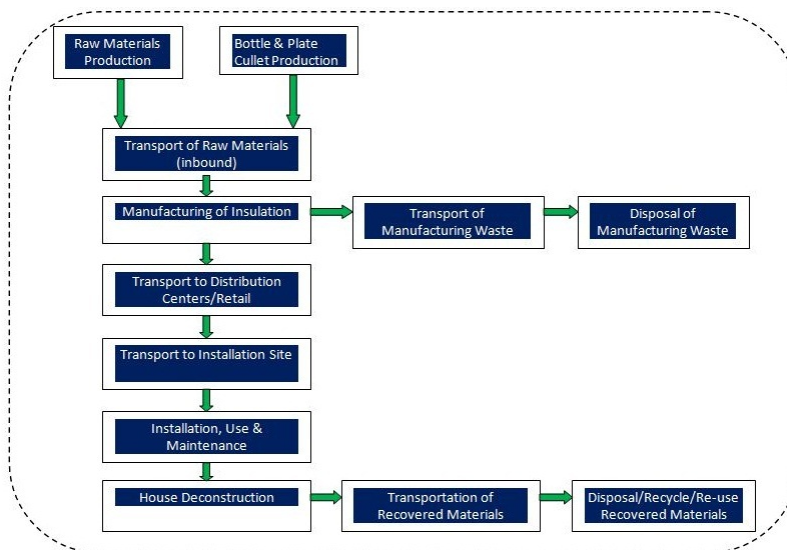 Raw Materials
Production
Bottle & Plate
Cullet Production
Transport of Raw Materials
(inbound)
Manufacturing of Insulation
Transport of
Manufacturing Waste
Disposal of
Manufacturing Waste
Transport to Distribution
Centers/Retail
Transport to Installation Site
Installation, Use &
Maintenance
House Deconstruction
Transportation of
Recovered Materials
Disposal/Recycle/Re-use
Recovered Materials